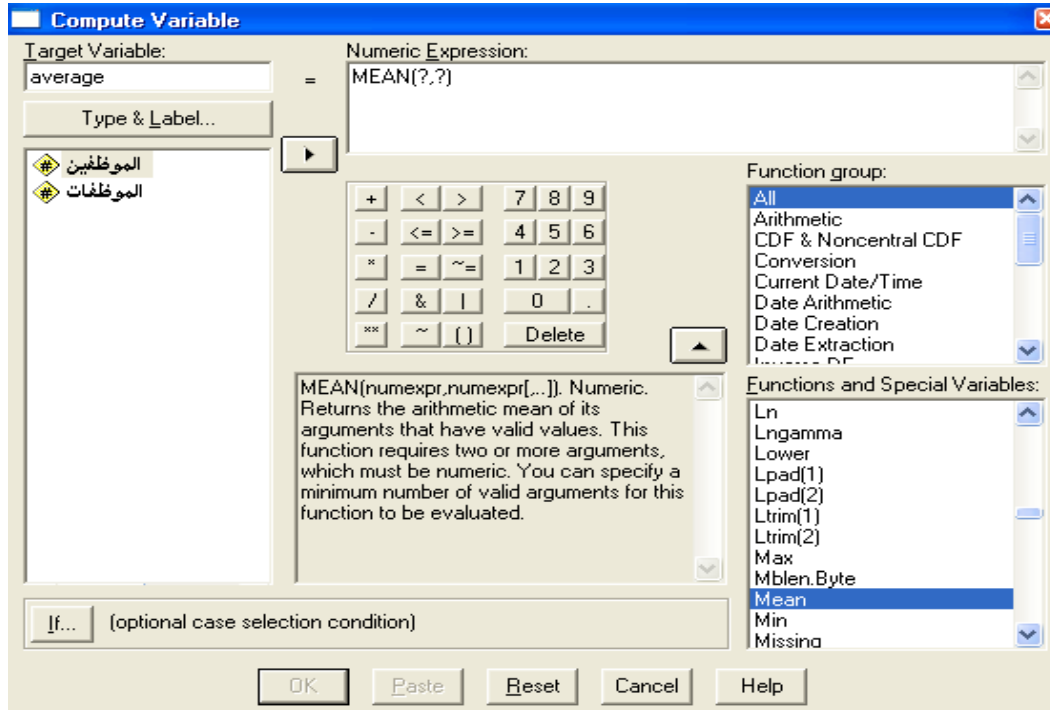 Compute Variable
Target Variable:
average
Type & Label...
=
Numeric Expression:
MEAN(?,?)
الموظفين
الموظفات
+ < > 7 8 9
- <= >= 4 5 6
* = ~= 1 2 3
/ & | 0 .
** ~ () Delete
Function group:
All
Arithmetic
CDF & Noncentral CDF
Conversion
Current Date/Time
Date Arithmetic
Date Creation
Date Extraction
MEAN(numexpr,numexpr[,..]). Numeric.
Returns the arithmetic mean of its
arguments that have valid values. This
function requires two or more arguments,
which must be numeric. You can specify a
minimum number of valid arguments for this
function to be evaluated.
Functions and Special Variables:
Ln
Lngamma
Lower
Lpad(1)
Lpad(2)
Ltrim(1)
Ltrim(2)
Max
Mblen.Byte
Mean
Min
Missing
If... (optional case selection condition)
OK Paste Reset Cancel Help